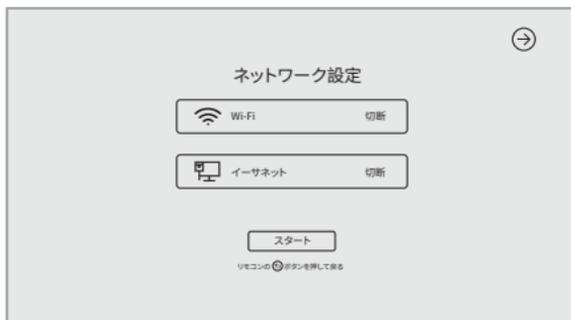 ネットワーク設定
Wi-Fi 切断
イーサネット 切断
スタート
リモコンの ボタンを押して戻る